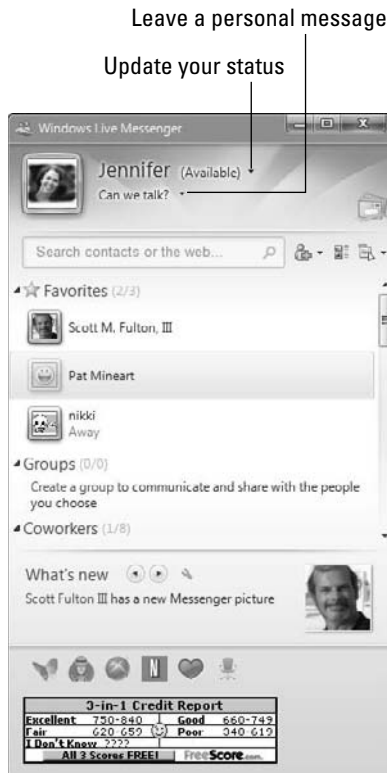 Leave a personal message
Update your status
Windows Live Messenger
Jennifer (Available)
Can we talk?
Search contacts or the web...
Favorites (2/3)
Scott M. Fulton, III
Pat Mineart
nikki
Away
Groups (0/0)
Create a group to communicate and share with the people
you choose
Coworkers (1/8)
What's new
Scott Fulton III has a new Messenger picture
N
3-in-1 Credit Report
Excellent 750-840 Good 660-749
Fair 620-659 Poor 340-619
I Don't Know ????
All 3 Scores FREE! FreeScore.com.